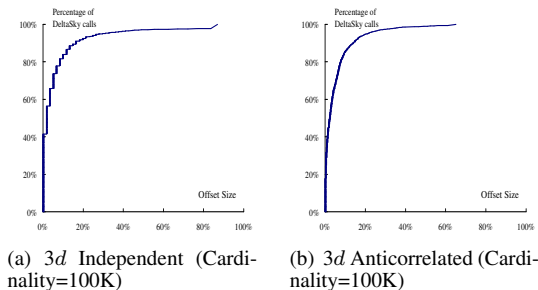 Percentage of
DeltaSky calls
100%
80%
60%
40%
20%
0%
Offset Size
0% 20% 40% 60% 80% 100%
(a) 3d Independent (Cardi-
nality=100K)
Percentage of
DeltaSky calls
100%
80%
60%
40%
20%
0%
Offset Size
0% 20% 40% 60% 80% 100%
(b) 3d Anticorrelated (Cardi-
nality=100K)